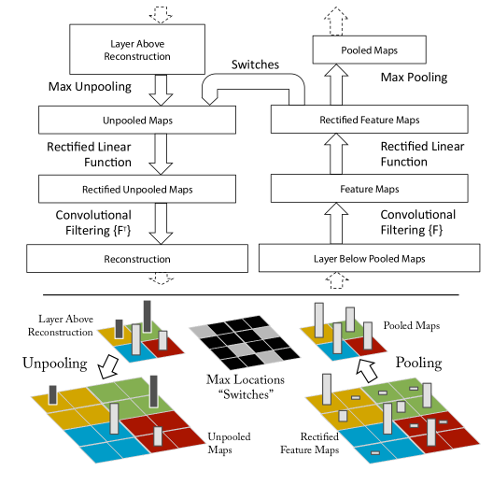 Layer Above
Reconstruction
Pooled Maps
Switches
Max Unpooling
Max Pooling
Unpooled Maps
Rectified Feature Maps
Rectified Linear
Function
Rectified Linear
Function
Rectified Unpooled Maps
Feature Maps
Convolutional
Filtering {Fᵀ}
Convolutional
Filtering {F}
Reconstruction
Layer Below Pooled Maps
Layer Above
Reconstruction
Pooled Maps
Unpooling
Max Locations
“Switches”
Pooling
Unpooled
Maps
Rectified
Feature Maps